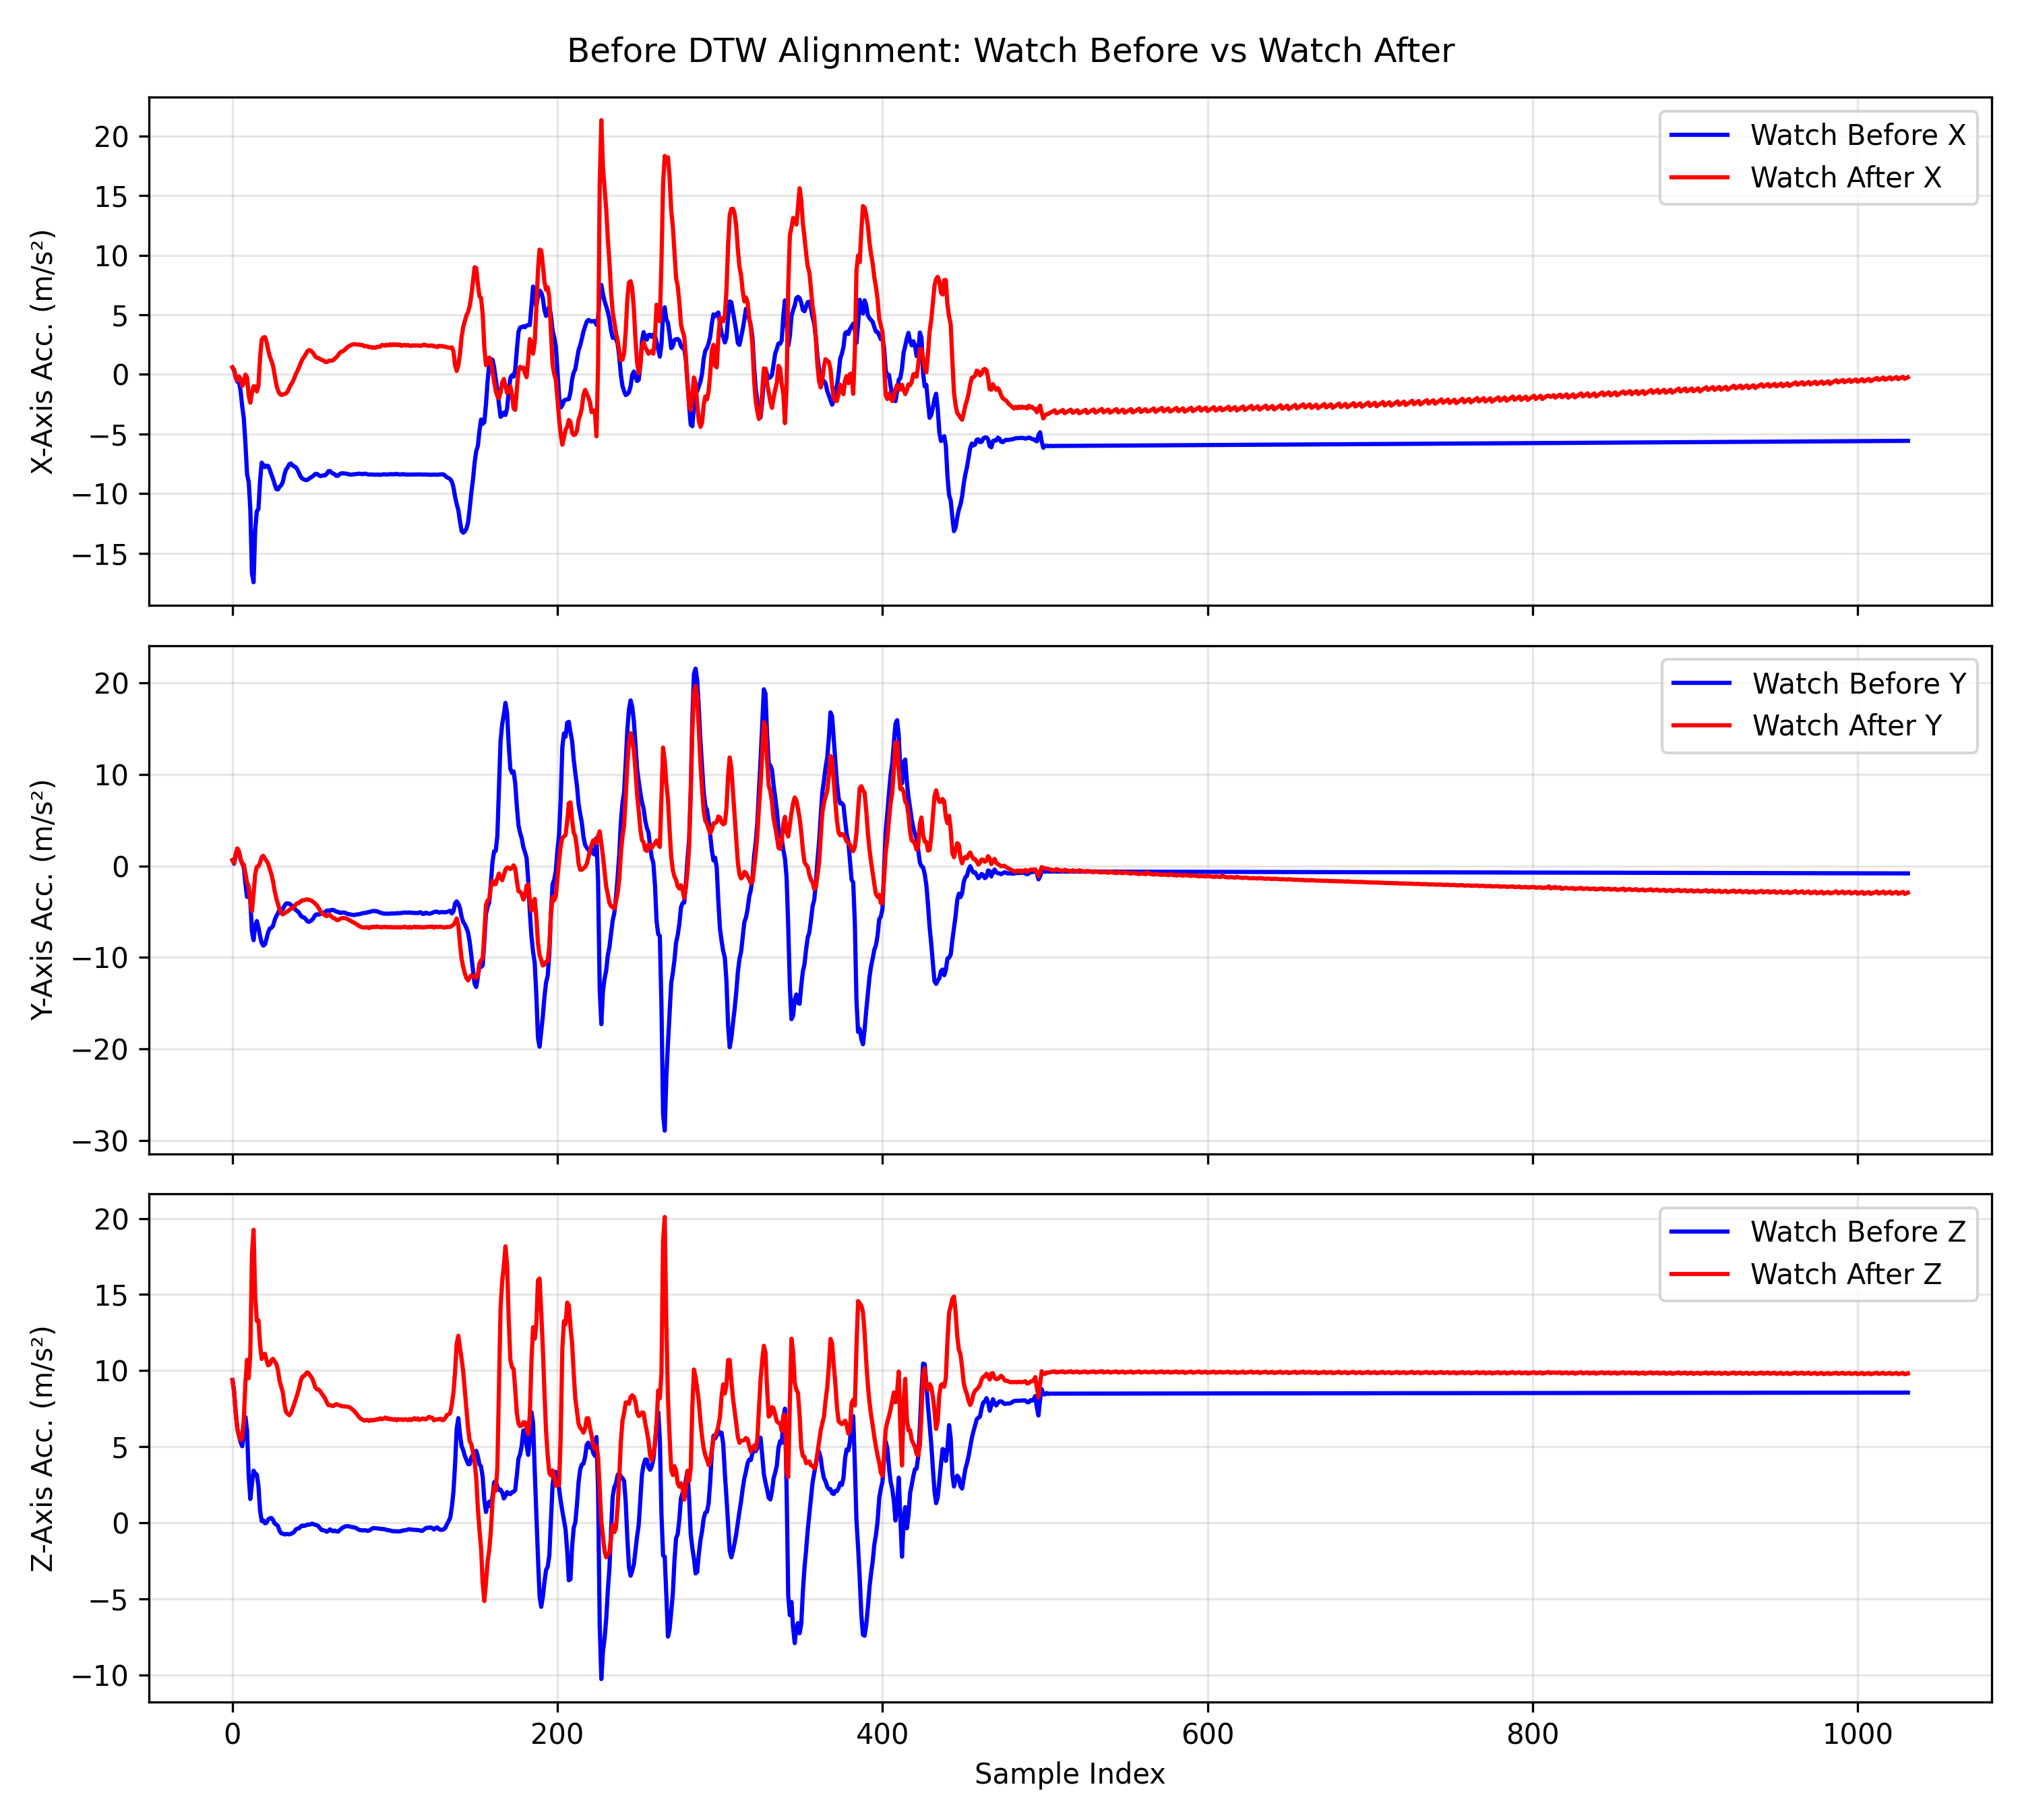 Before DTW Alignment: Watch Before vs Watch After
X-Axis Acc. (m/s²)
20
15
10
5
0
−5
−10
−15
Watch Before X
Watch After X
Y-Axis Acc. (m/s²)
20
10
0
−10
−20
−30
Watch Before Y
Watch After Y
Z-Axis Acc. (m/s²)
20
15
10
5
0
−5
−10
Watch Before Z
Watch After Z
0 200 400 600 800 1000
Sample Index